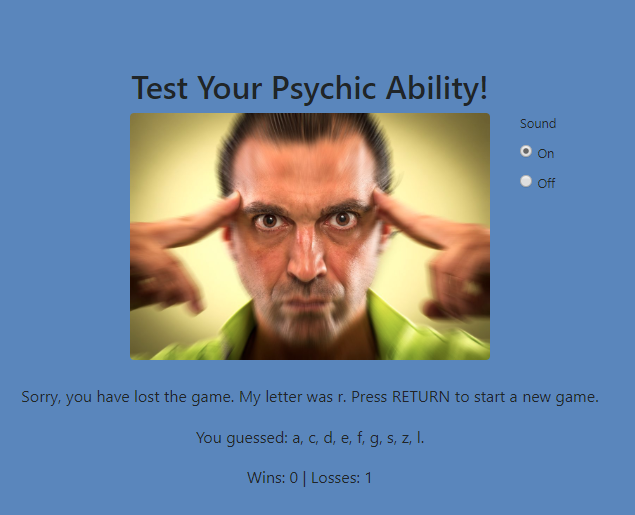 Test Your Psychic Ability!
Sound
On
Off
Sorry, you have lost the game. My letter was r. Press RETURN to start a new game.
You guessed: a, c, d, e, f, g, s, z, l.
Wins: 0 | Losses: 1